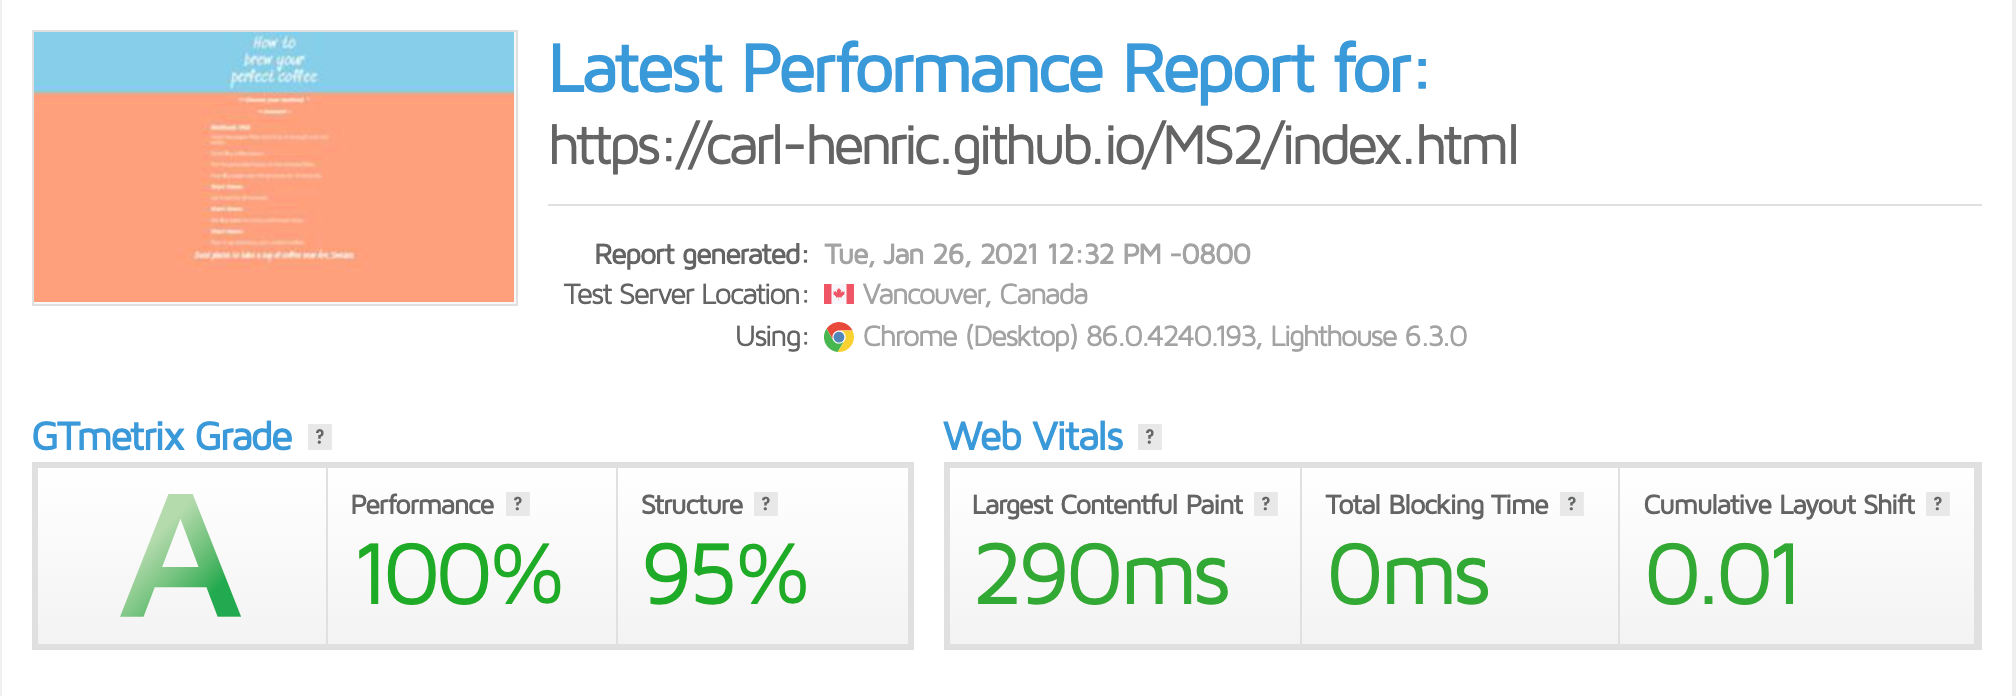 How to
brew your
perfect coffee
Latest Performance Report for:
https://carl-henric.github.io/MS2/index.html
Report generated: Tue, Jan 26, 2021 12:32 PM -0800
Test Server Location: Vancouver, Canada
Using: Chrome (Desktop) 86.0.4240.193, Lighthouse 6.3.0
GTmetrix Grade ?
A
Performance ?
100%
Structure ?
95%
Web Vitals ?
Largest Contentful Paint ?
290ms
Total Blocking Time ?
0ms
Cumulative Layout Shift ?
0.01